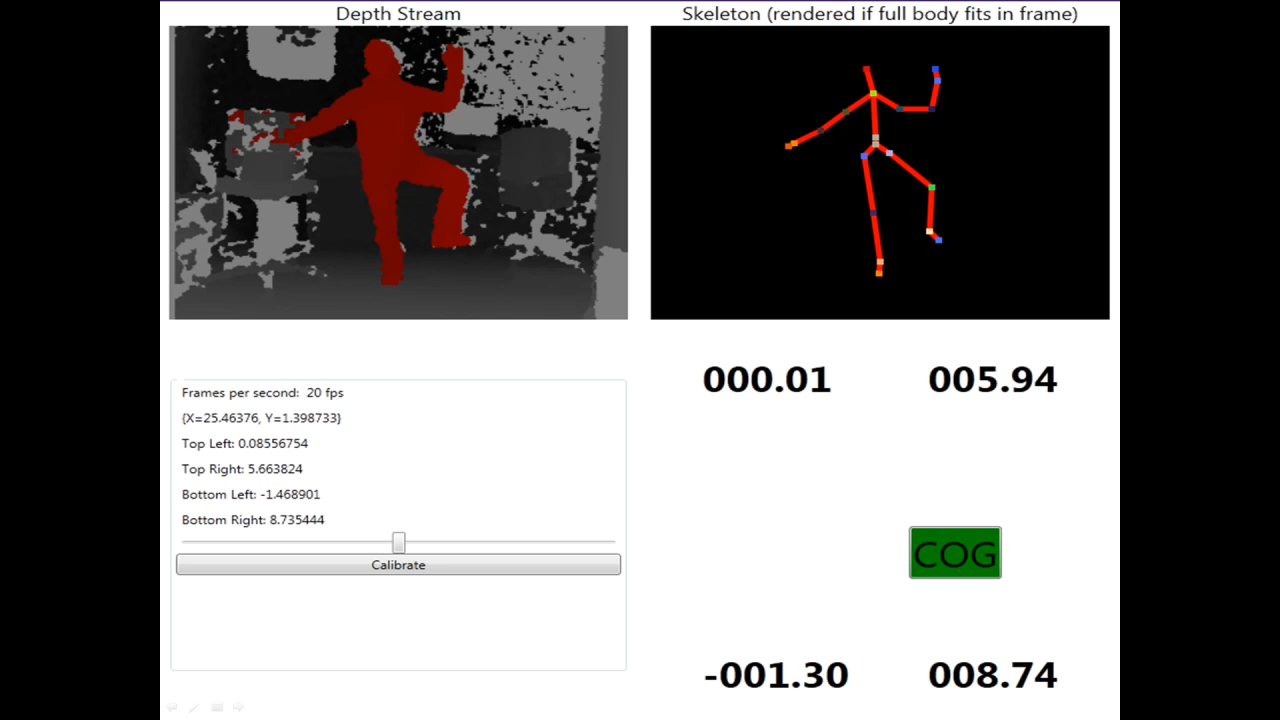 Depth Stream
Skeleton (rendered if full body fits in frame)
Frames per second:  20 fps
{X=25.46376, Y=1.398733}
Top Left: 0.08556754
Top Right: 5.663824
Bottom Left: -1.468901
Bottom Right: 8.735444
Calibrate
000.01
005.94
COG
-001.30
008.74